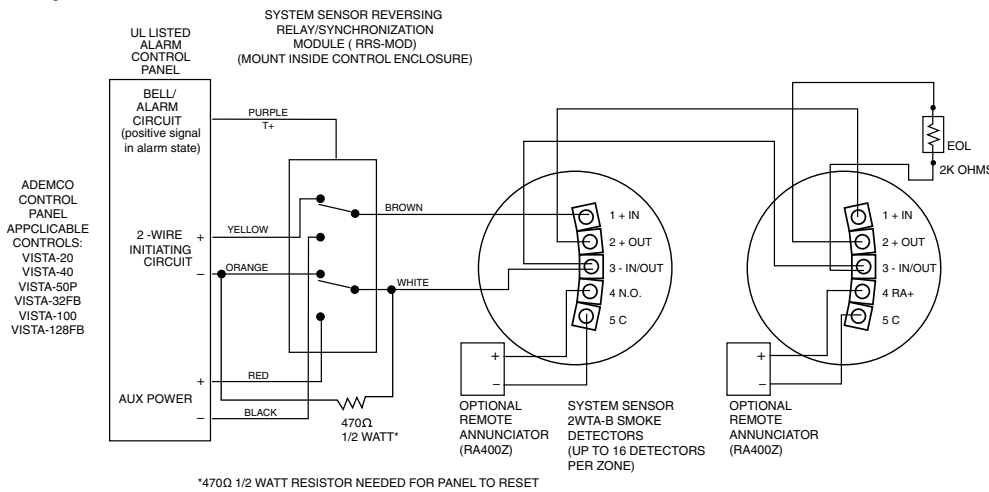 SYSTEM SENSOR REVERSING
RELAY/SYNCHRONIZATION
MODULE ( RRS-MOD)
(MOUNT INSIDE CONTROL ENCLOSURE)
UL LISTED
ALARM
CONTROL
PANEL
BELL/
ALARM
CIRCUIT
(positive signal
in alarm state)
PURPLE
T+
ADEMCO
CONTROL
PANEL
APPCLICABLE
CONTROLS:
VISTA-20
VISTA-40
VISTA-50P
VISTA-32FB
VISTA-100
VISTA-128FB
2 -WIRE
INITIATING
CIRCUIT
+
−
YELLOW
ORANGE
BROWN
WHITE
AUX POWER
+
−
RED
BLACK
470Ω
1/2 WATT*
1 + IN
2 + OUT
3 - IN/OUT
4 N.O.
5 C
+
−
OPTIONAL
REMOTE
ANNUNCIATOR
(RA400Z)
SYSTEM SENSOR
2WTA-B SMOKE
DETECTORS
(UP TO 16 DETECTORS
PER ZONE)
EOL
2K OHMS
1 + IN
2 + OUT
3 - IN/OUT
4 RA+
5 C
+
−
OPTIONAL
REMOTE
ANNUNCIATOR
(RA400Z)
*470Ω 1/2 WATT RESISTOR NEEDED FOR PANEL TO RESET